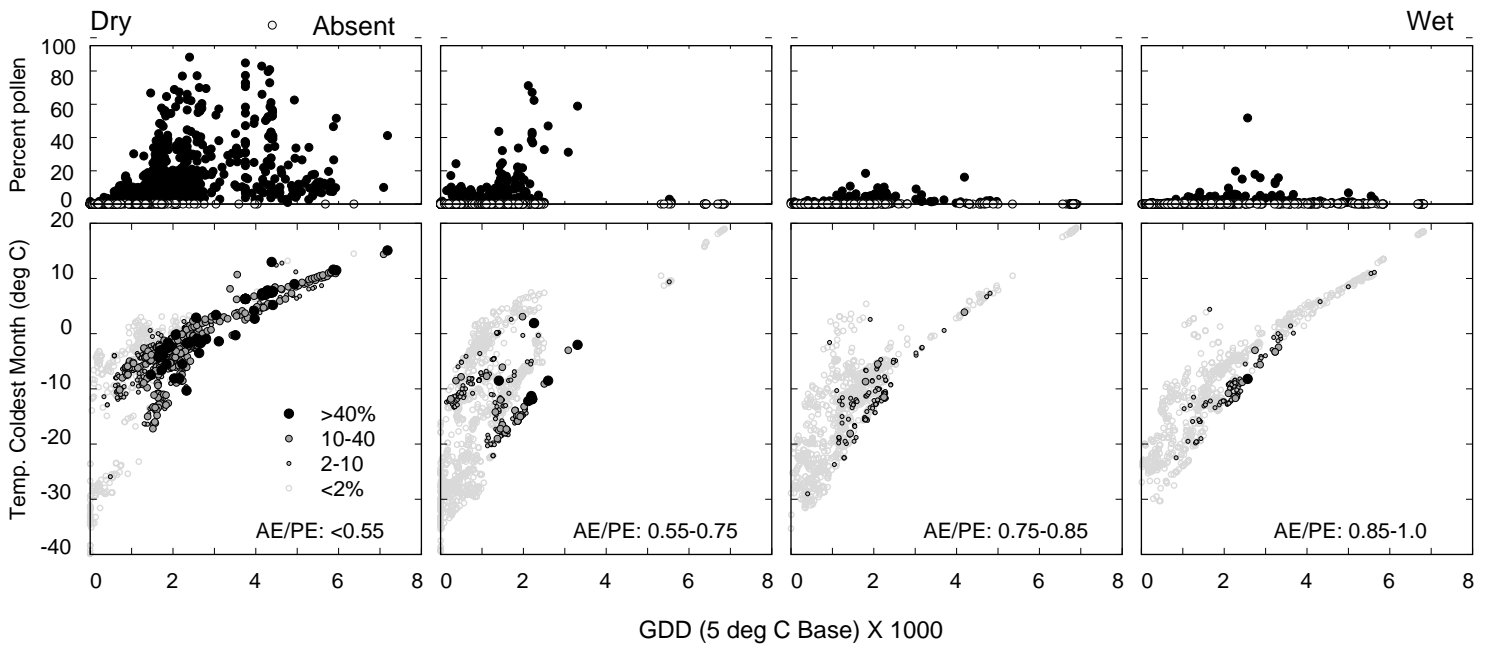 Dry
Absent
Wet
Percent pollen
100
80
60
40
20
0
Temp. Coldest Month (deg C)
20
10
0
-10
-20
-30
-40
>40%
10-40
2-10
<2%
AE/PE: <0.55
AE/PE: 0.55-0.75
AE/PE: 0.75-0.85
AE/PE: 0.85-1.0
0 2 4 6 0 2 4 6 8 0 2 4 6 8 0 2 4 6 8
GDD (5 deg C Base) X 1000